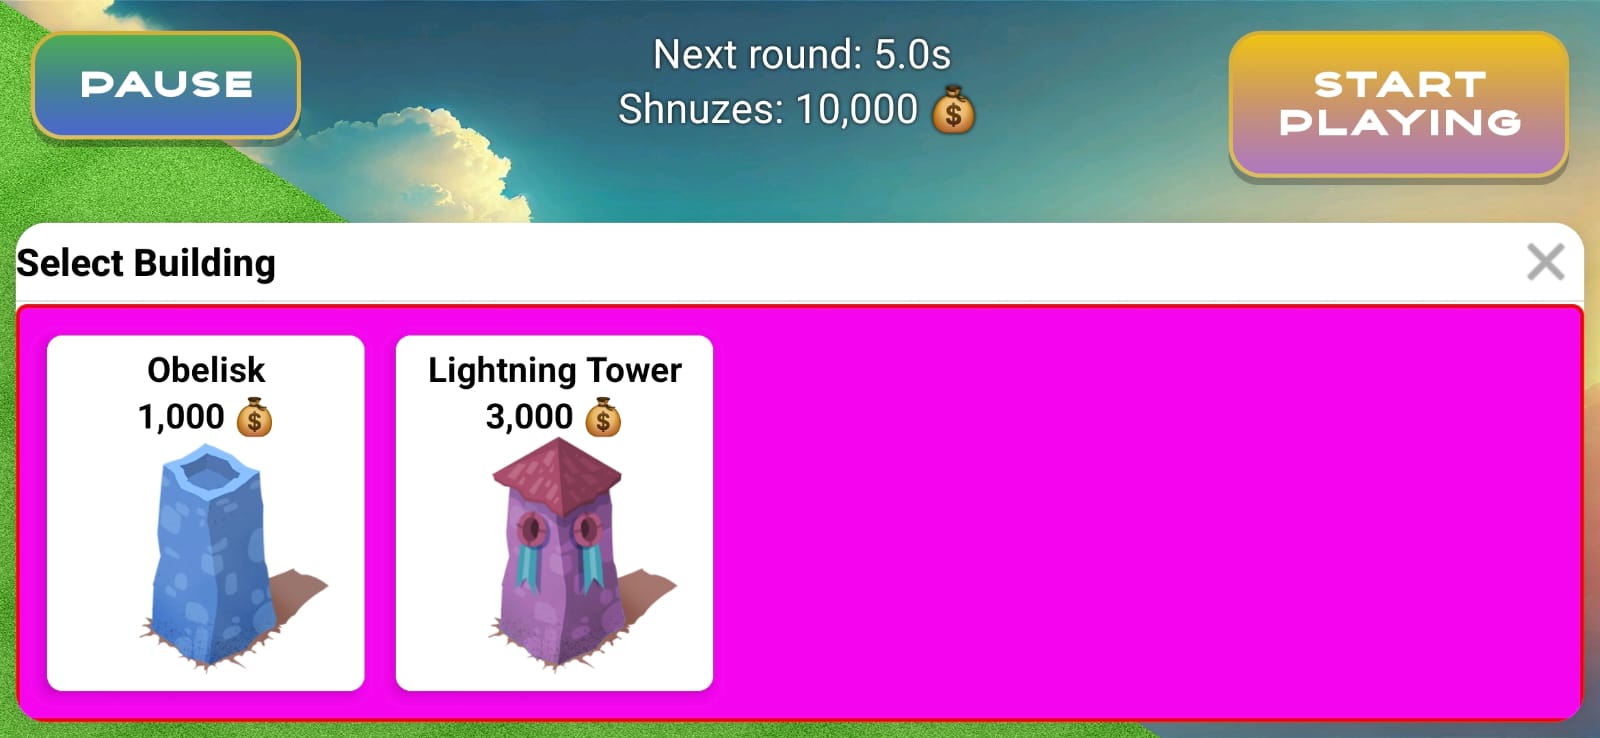 PAUSE
Next round: 5.0s
Shnuzes: 10,000 💰
START
PLAYING
Select Building
Obelisk
1,000 💰
Lightning Tower
3,000 💰